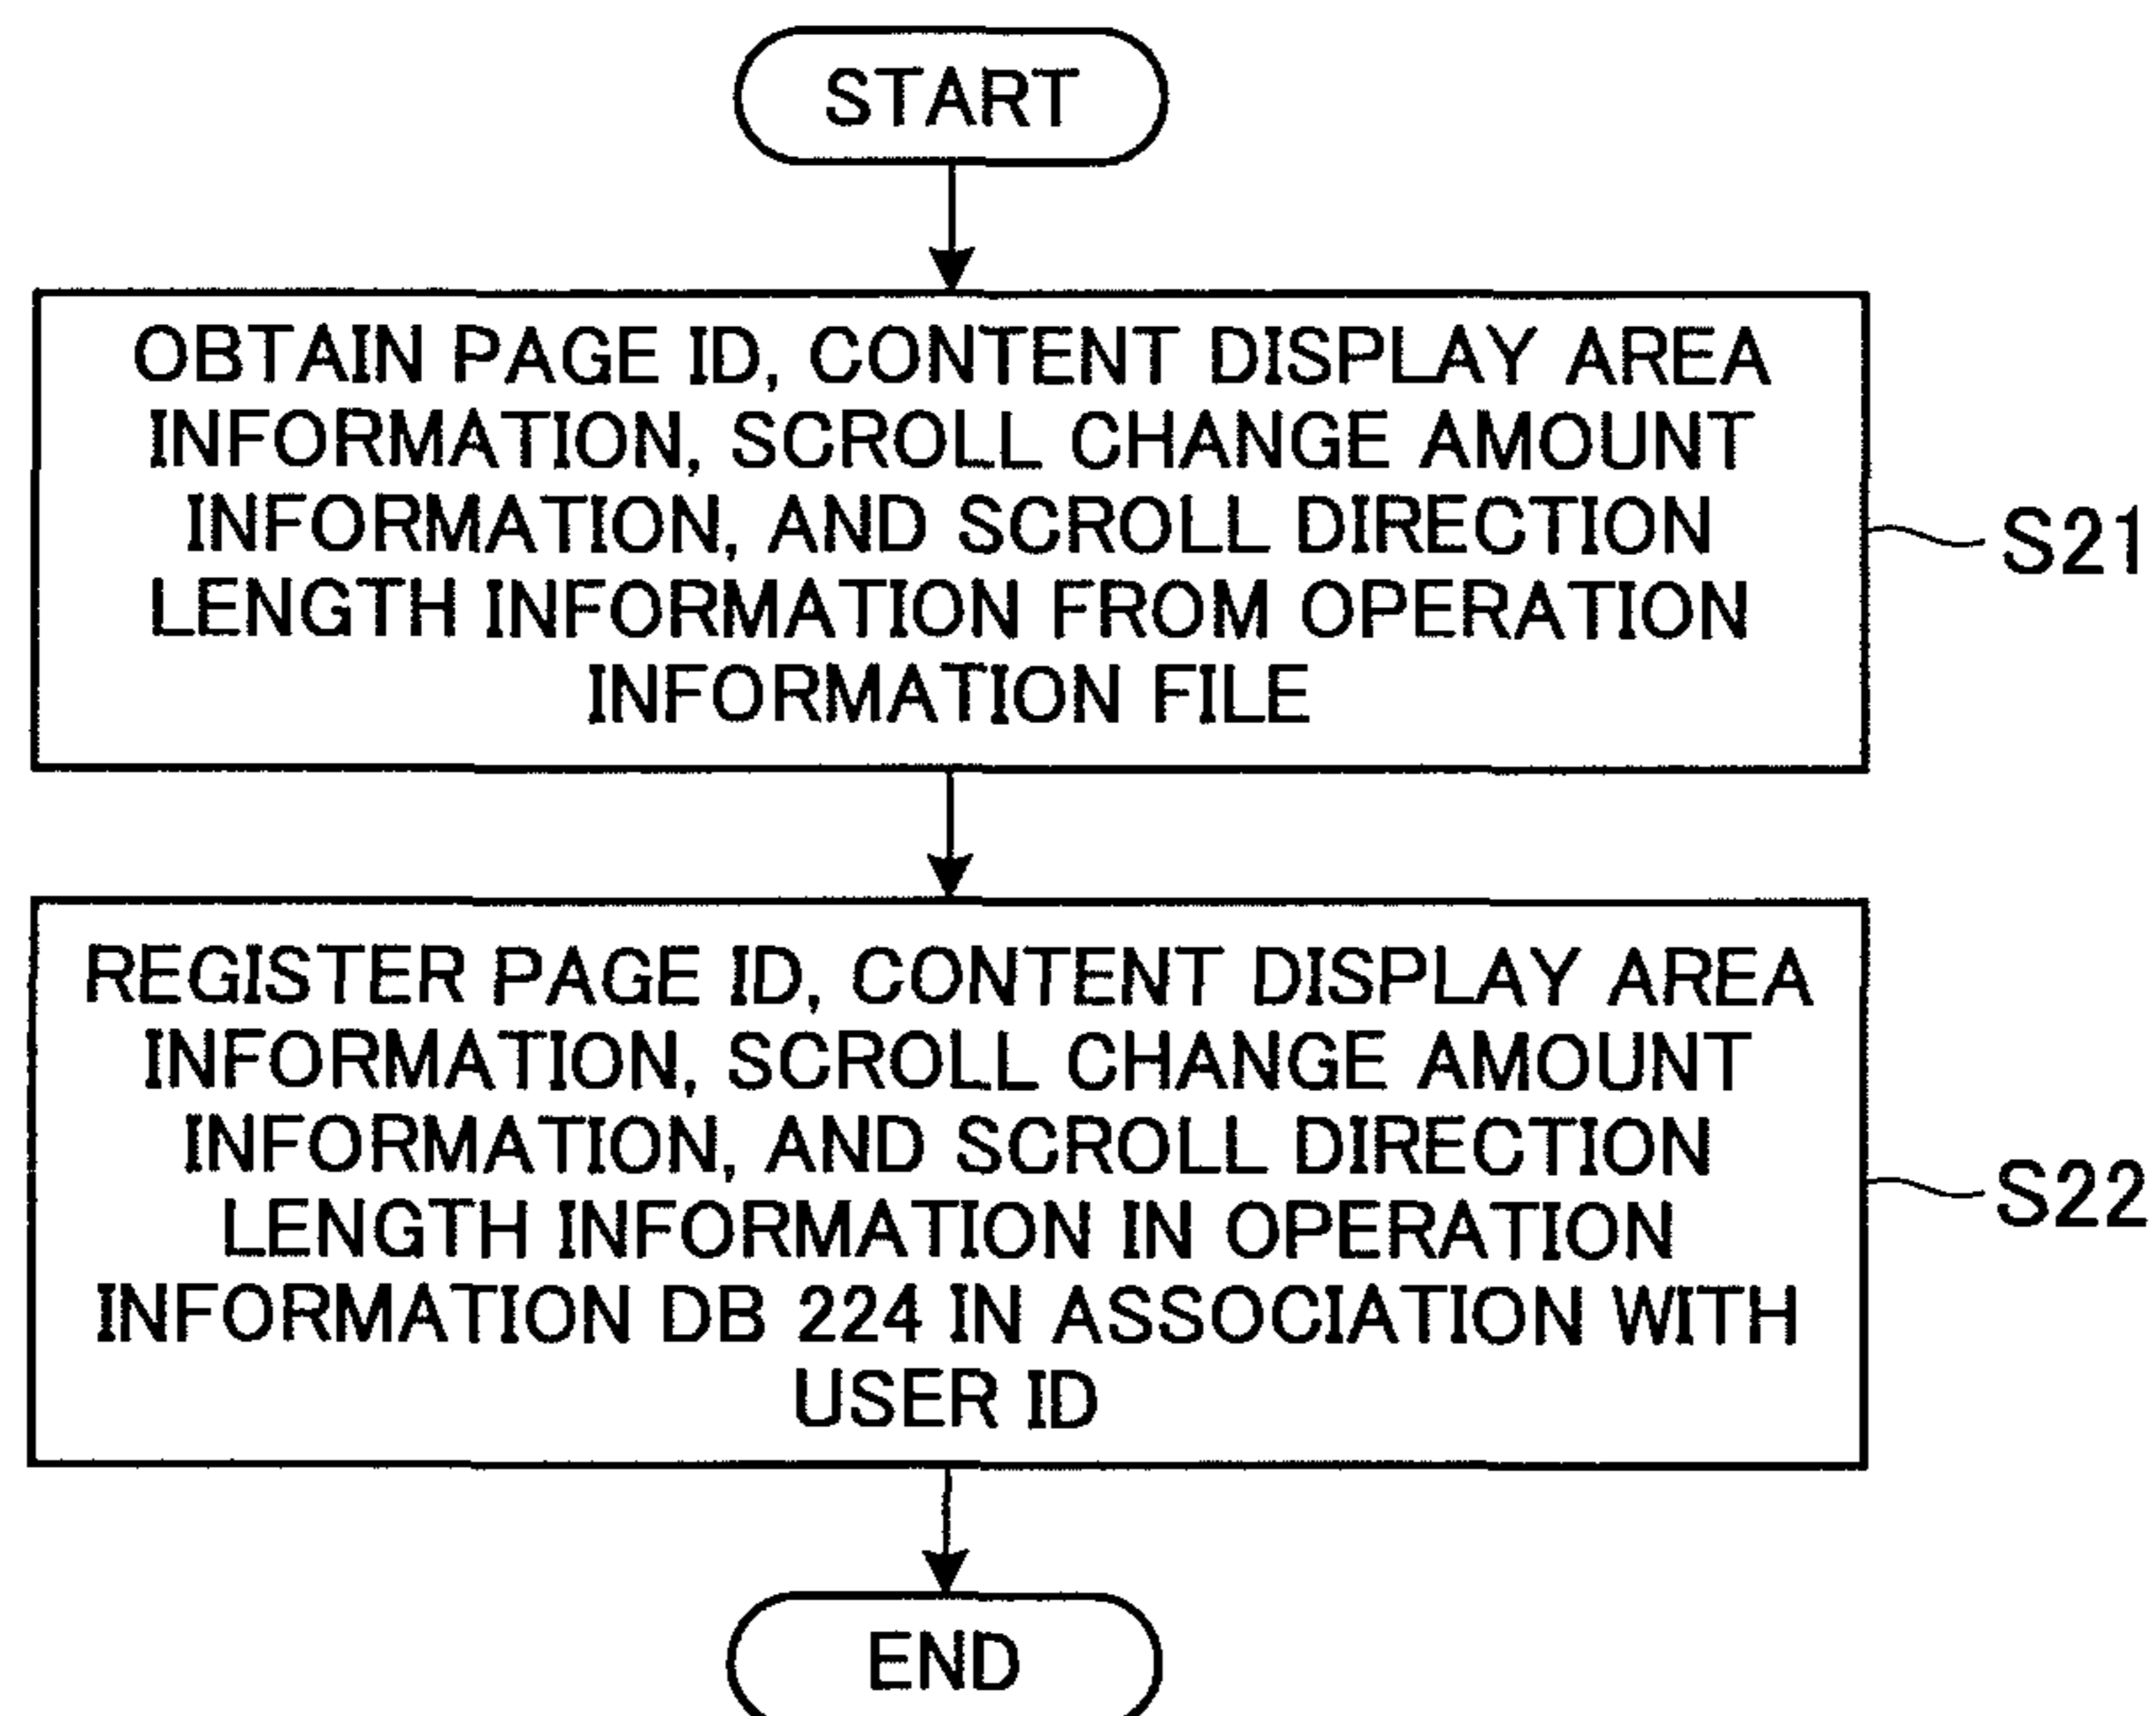 START
OBTAIN PAGE ID, CONTENT DISPLAY AREA
INFORMATION, SCROLL CHANGE AMOUNT
INFORMATION, AND SCROLL DIRECTION
LENGTH INFORMATION FROM OPERATION
INFORMATION FILE
S21
REGISTER PAGE ID, CONTENT DISPLAY AREA
INFORMATION, SCROLL CHANGE AMOUNT
INFORMATION, AND SCROLL DIRECTION
LENGTH INFORMATION IN OPERATION
INFORMATION DB 224 IN ASSOCIATION WITH
USER ID
S22
END